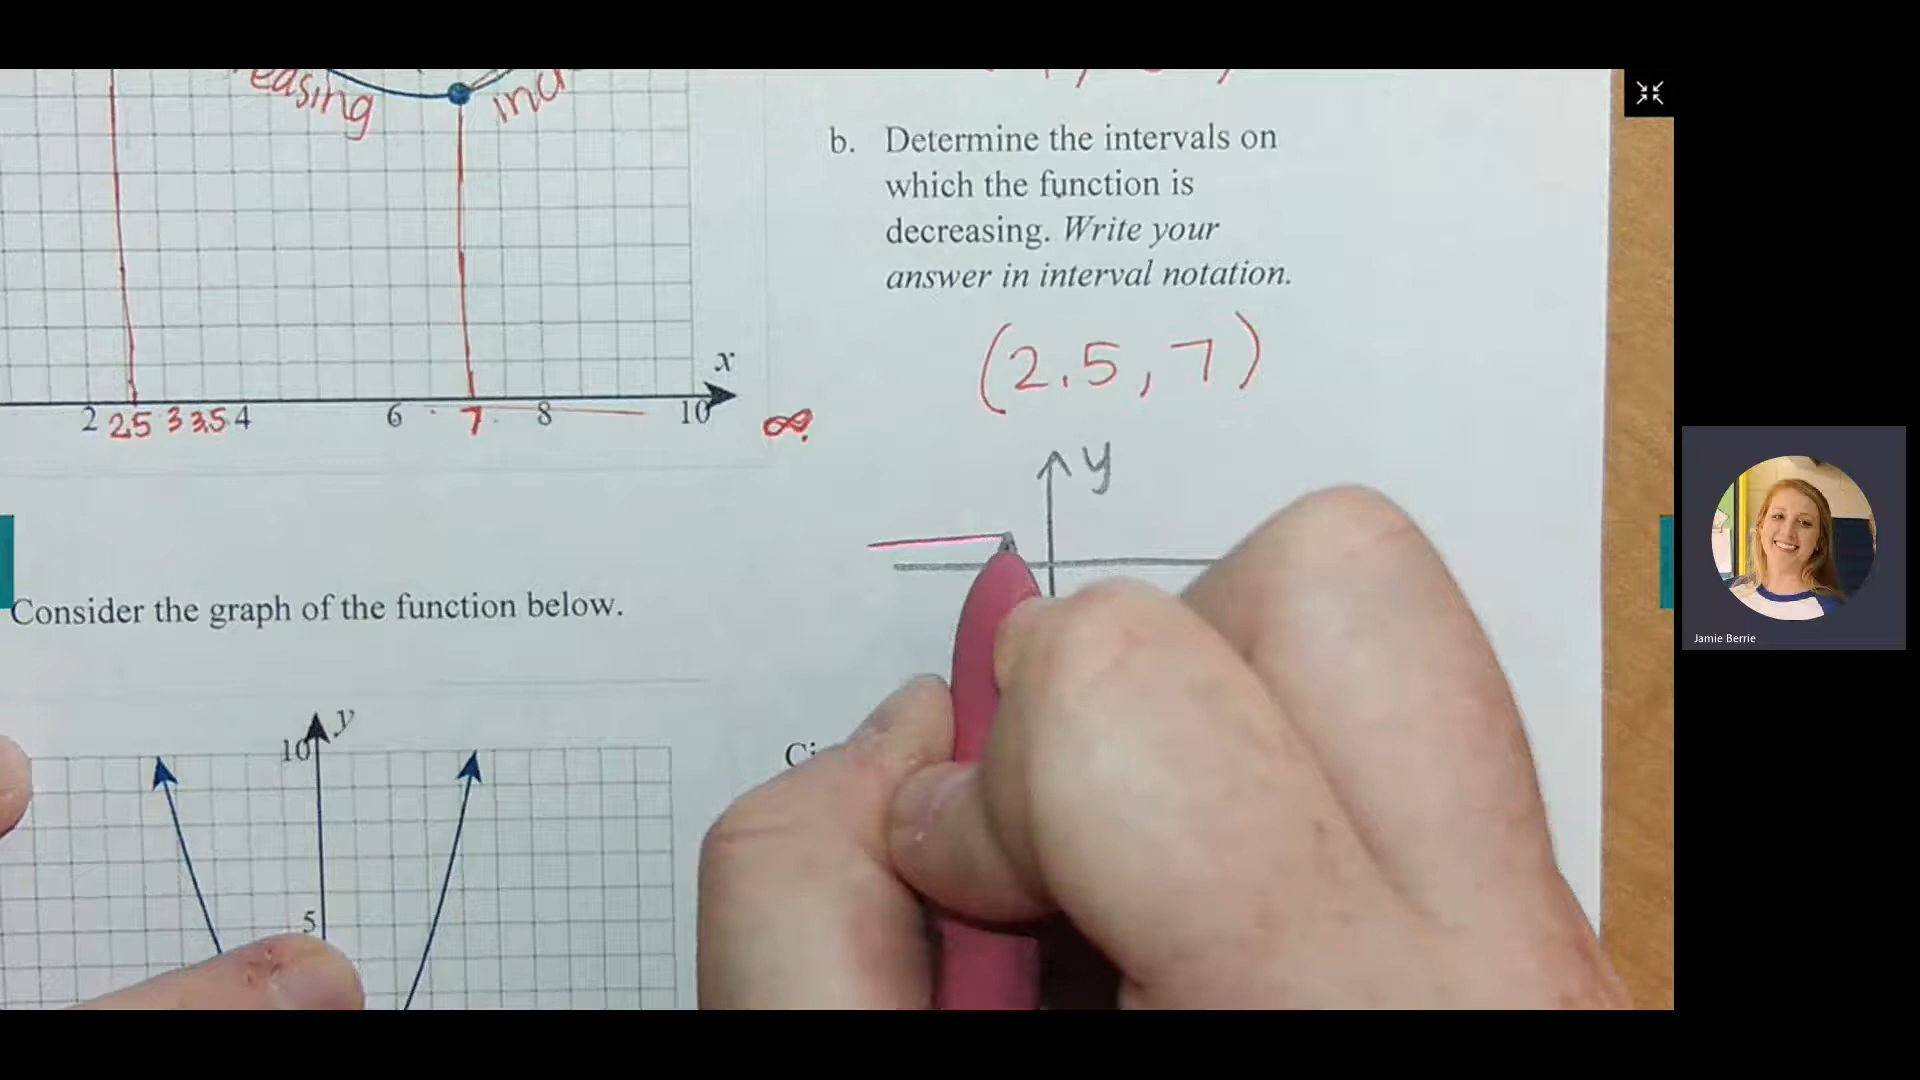 easing
b. Determine the intervals on
which the function is
decreasing. Write your
answer in interval notation.
(2.5, 7)
x
2 2.5 3 3.5 4 6 7 8 10 ∞
y
Consider the graph of the function below.
y
10
5
Jamie Berrie